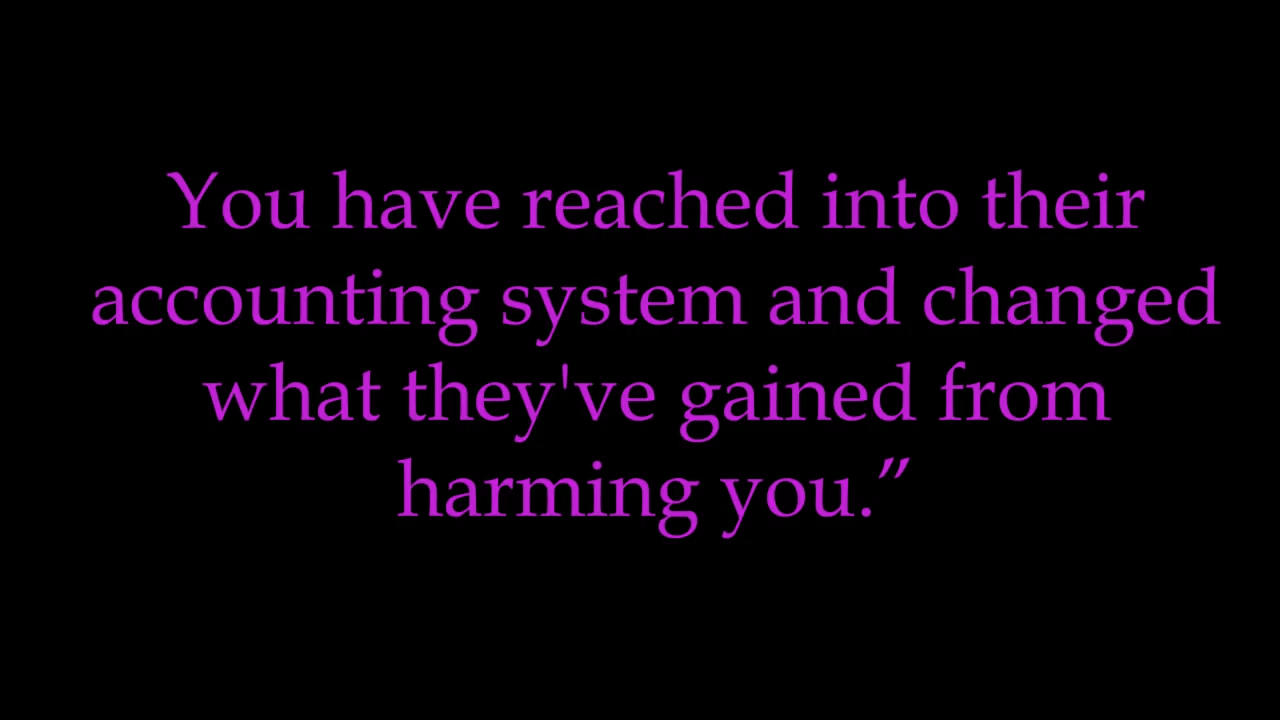 You have reached into their
accounting system and changed
what they've gained from
harming you.”